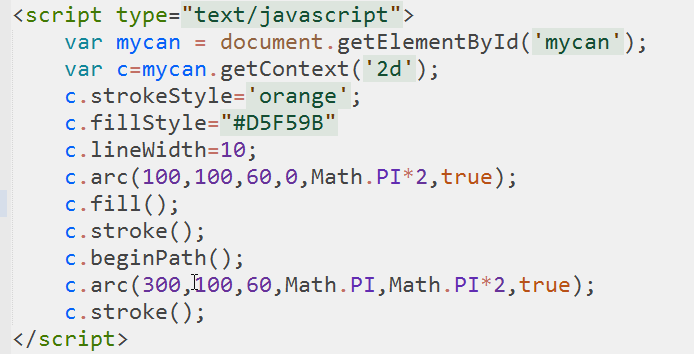 <script type="text/javascript">
var mycan = document.getElementById('mycan');
var c=mycan.getContext('2d');
c.strokeStyle='orange';
c.fillStyle="#D5F59B"
c.lineWidth=10;
c.arc(100,100,60,0,Math.PI*2,true);
c.fill();
c.stroke();
c.beginPath();
c.arc(300,100,60,Math.PI,Math.PI*2,true);
c.stroke();
</script>